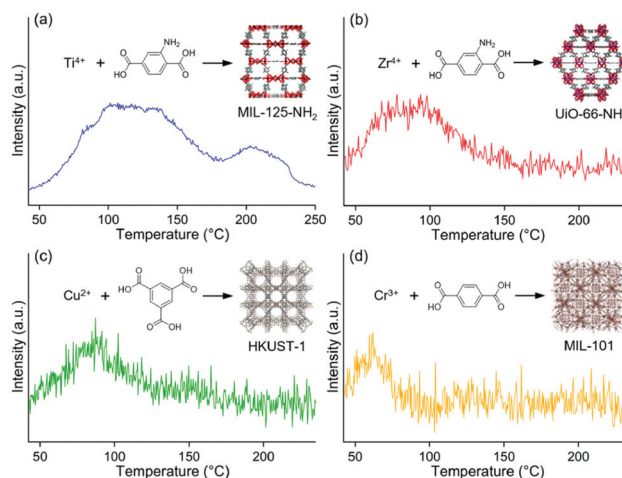 (a)
Ti4+ +
NH2
O
OH
HO
O
MIL-125-NH2
Intensity (a.u.)
50 100 150 200 250
Temperature (°C)
(b)
Zr4+ +
NH2
O
OH
HO
O
UiO-66-NH
Intensity (a.u.)
50 100 150 200
Temperature (°C)
(c)
Cu2+ +
O
OH
HO
O
O
OH
HKUST-1
Intensity (a.u.)
50 100 150 200
Temperature (°C)
(d)
Cr3+ +
O
OH
HO
O
MIL-101
Intensity (a.u.)
50 100 150 200
Temperature (°C)